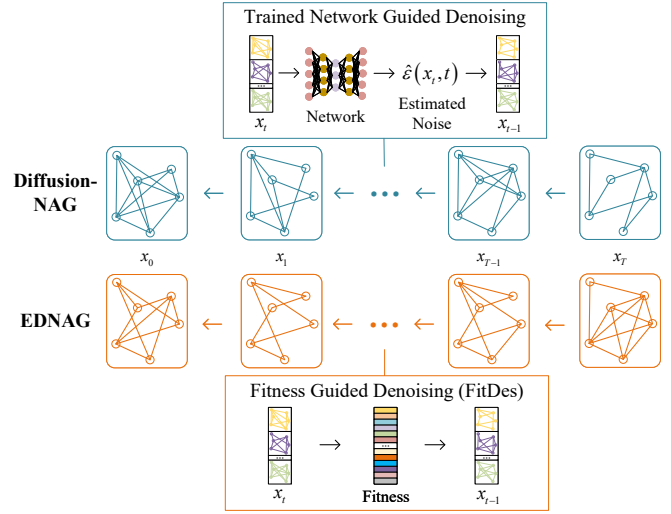 Trained Network Guided Denoising
...
...
x_t
Network
ε̂(x_t, t)
Estimated
Noise
x_{t-1}
Diffusion-
NAG
...
x_0
x_1
x_{T-1}
x_T
EDNAG
...
Fitness Guided Denoising (FitDes)
...
...
...
x_t
Fitness
x_{t-1}